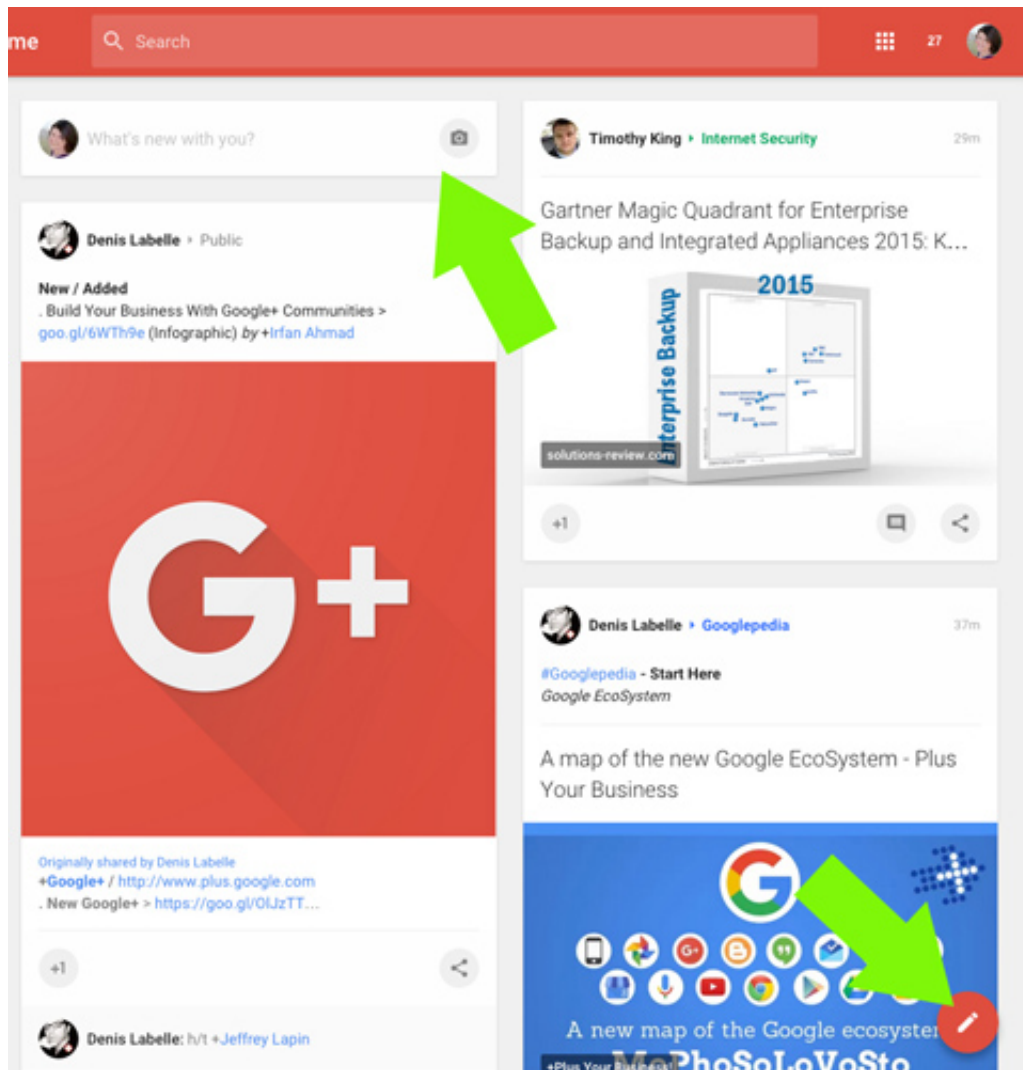 me
Search
27
What's new with you?
Denis Labelle ▸ Public
New / Added
. Build Your Business With Google+ Communities >
goo.gl/6WTh9e (Infographic) by +Irfan Ahmad
G+
Originally shared by Denis Labelle
+Google+ / http://www.plus.google.com
. New Google+ > https://goo.gl/OlJzTT...
+1
Denis Labelle: h/t +Jeffrey Lapin
Timothy King ▸ Internet Security
29m
Gartner Magic Quadrant for Enterprise
Backup and Integrated Appliances 2015: K...
2015
Enterprise Backup
solutions-review.com
+1
Denis Labelle ▸ Googlepedia
37m
#Googlepedia - Start Here
Google EcoSystem
A map of the new Google EcoSystem - Plus
Your Business
G
A new map of the Google ecosyster
MoPhoSoLoVoSto
+Plus Your Business!